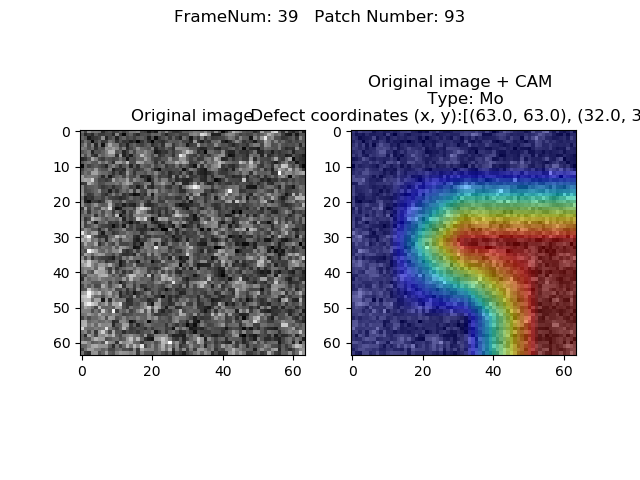 FrameNum: 39   Patch Number: 93
Original image + CAM
Type: Mo
Original image
Defect coordinates (x, y):[(63.0, 63.0), (32.0, 3
0
10
20
30
40
50
60
0 20 40 60
0
10
20
30
40
50
60
0 20 40 60